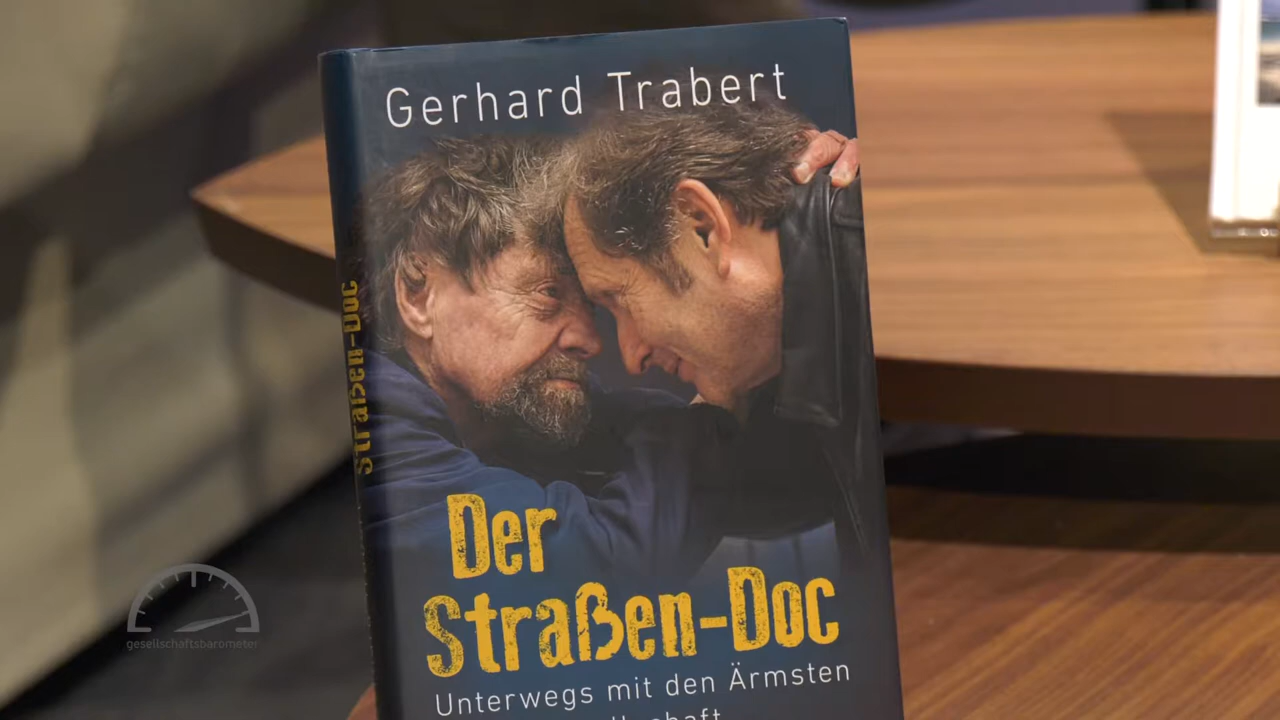 Gerhard Trabert
Straßen-Doc
Der
Straßen-Doc
Unterwegs mit den Ärmsten
gesellschaftsbarometer